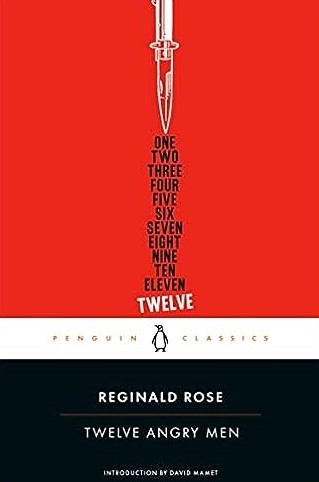 ONE
TWO
THREE
FOUR
FIVE
SIX
SEVEN
EIGHT
NINE
TEN
ELEVEN
TWELVE
PENGUIN CLASSICS
REGINALD ROSE
TWELVE ANGRY MEN
INTRODUCTION BY DAVID MAMET